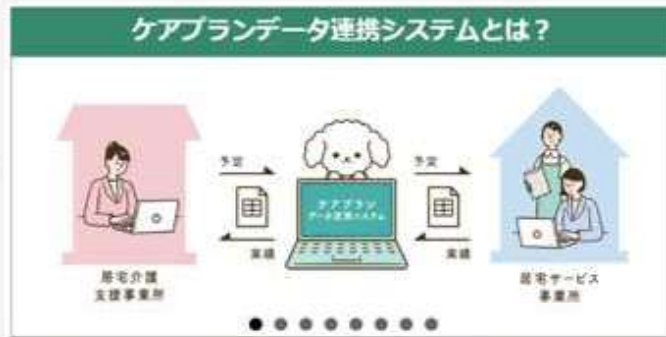 ケアプランデータ連携システムとは？
予定
予定
ケアプラン
データ連携システム
実績
実績
居宅介護
支援事業所
居宅サービス
事業所